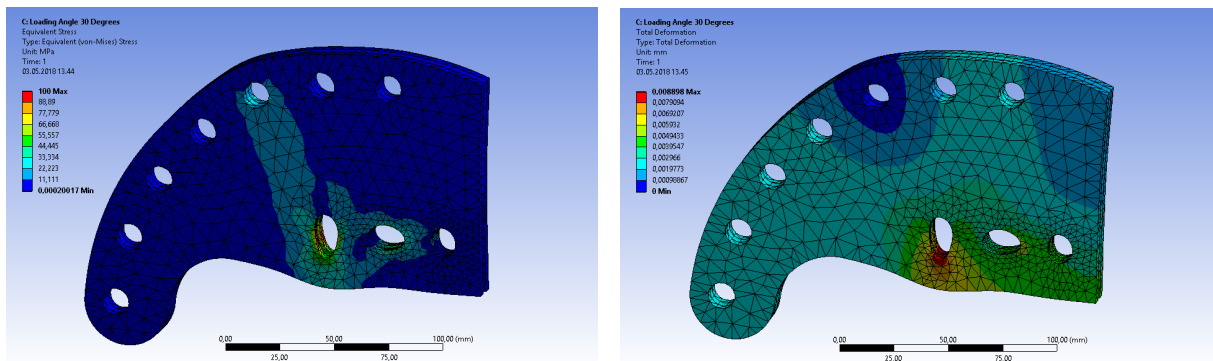 C: Loading Angle 30 Degrees
Equivalent Stress
Type: Equivalent (von-Mises) Stress
Unit: MPa
Time: 1
03.05.2018 13.44
100 Max
88,89
77,779
66,668
55,557
44,445
33,334
22,223
11,111
0,00020017 Min
0,00 50,00 100,00 (mm)
25,00 75,00
C: Loading Angle 30 Degrees
Total Deformation
Type: Total Deformation
Unit: mm
Time: 1
03.05.2018 13.45
0,008898 Max
0,0079094
0,0069207
0,005932
0,0049433
0,0039547
0,002966
0,0019773
0,00098867
0 Min
0,00 50,00 100,00 (mm)
25,00 75,00